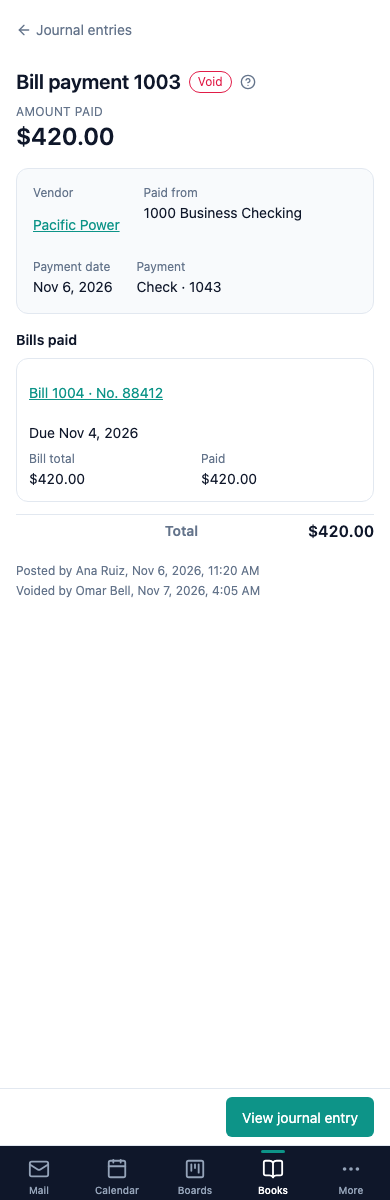 Journal entries
Bill payment 1003 Void
AMOUNT PAID
$420.00
Vendor
Pacific Power
Paid from
1000 Business Checking
Payment date
Nov 6, 2026
Payment
Check · 1043
Bills paid
Bill 1004 · No. 88412
Due Nov 4, 2026
Bill total
$420.00
Paid
$420.00
Total $420.00
Posted by Ana Ruiz, Nov 6, 2026, 11:20 AM
Voided by Omar Bell, Nov 7, 2026, 4:05 AM
View journal entry
Mail Calendar Boards Books More